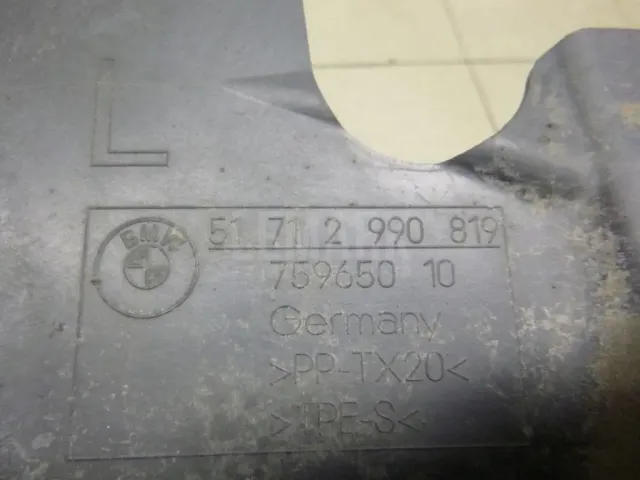 L
BMW
51 71 2 990 819
759650 10
Germany
>PP-TX20<
>TPE-S<